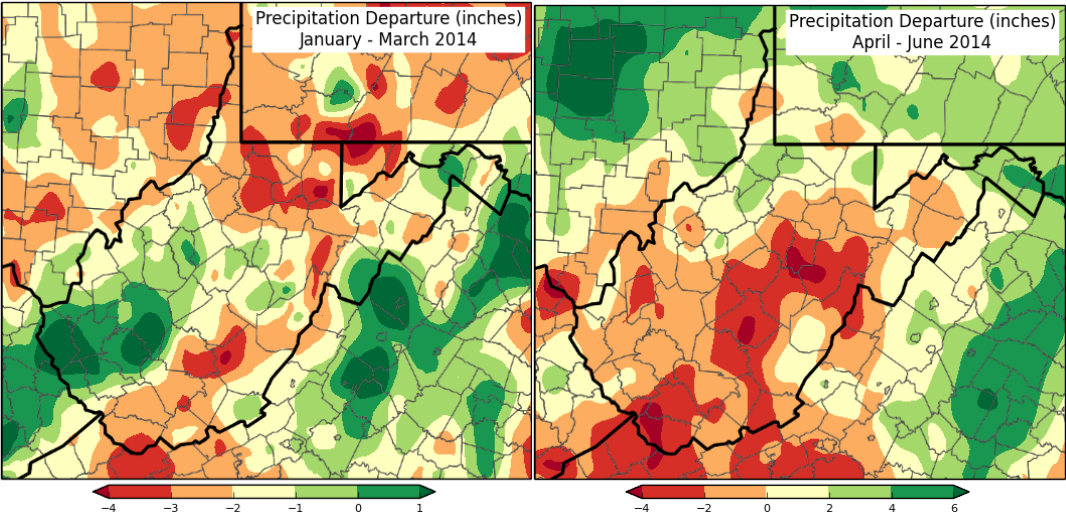 Precipitation Departure (inches)
January - March 2014
Precipitation Departure (inches)
April - June 2014
−4 −3 −2 −1 0 1
−4 −2 0 2 4 6